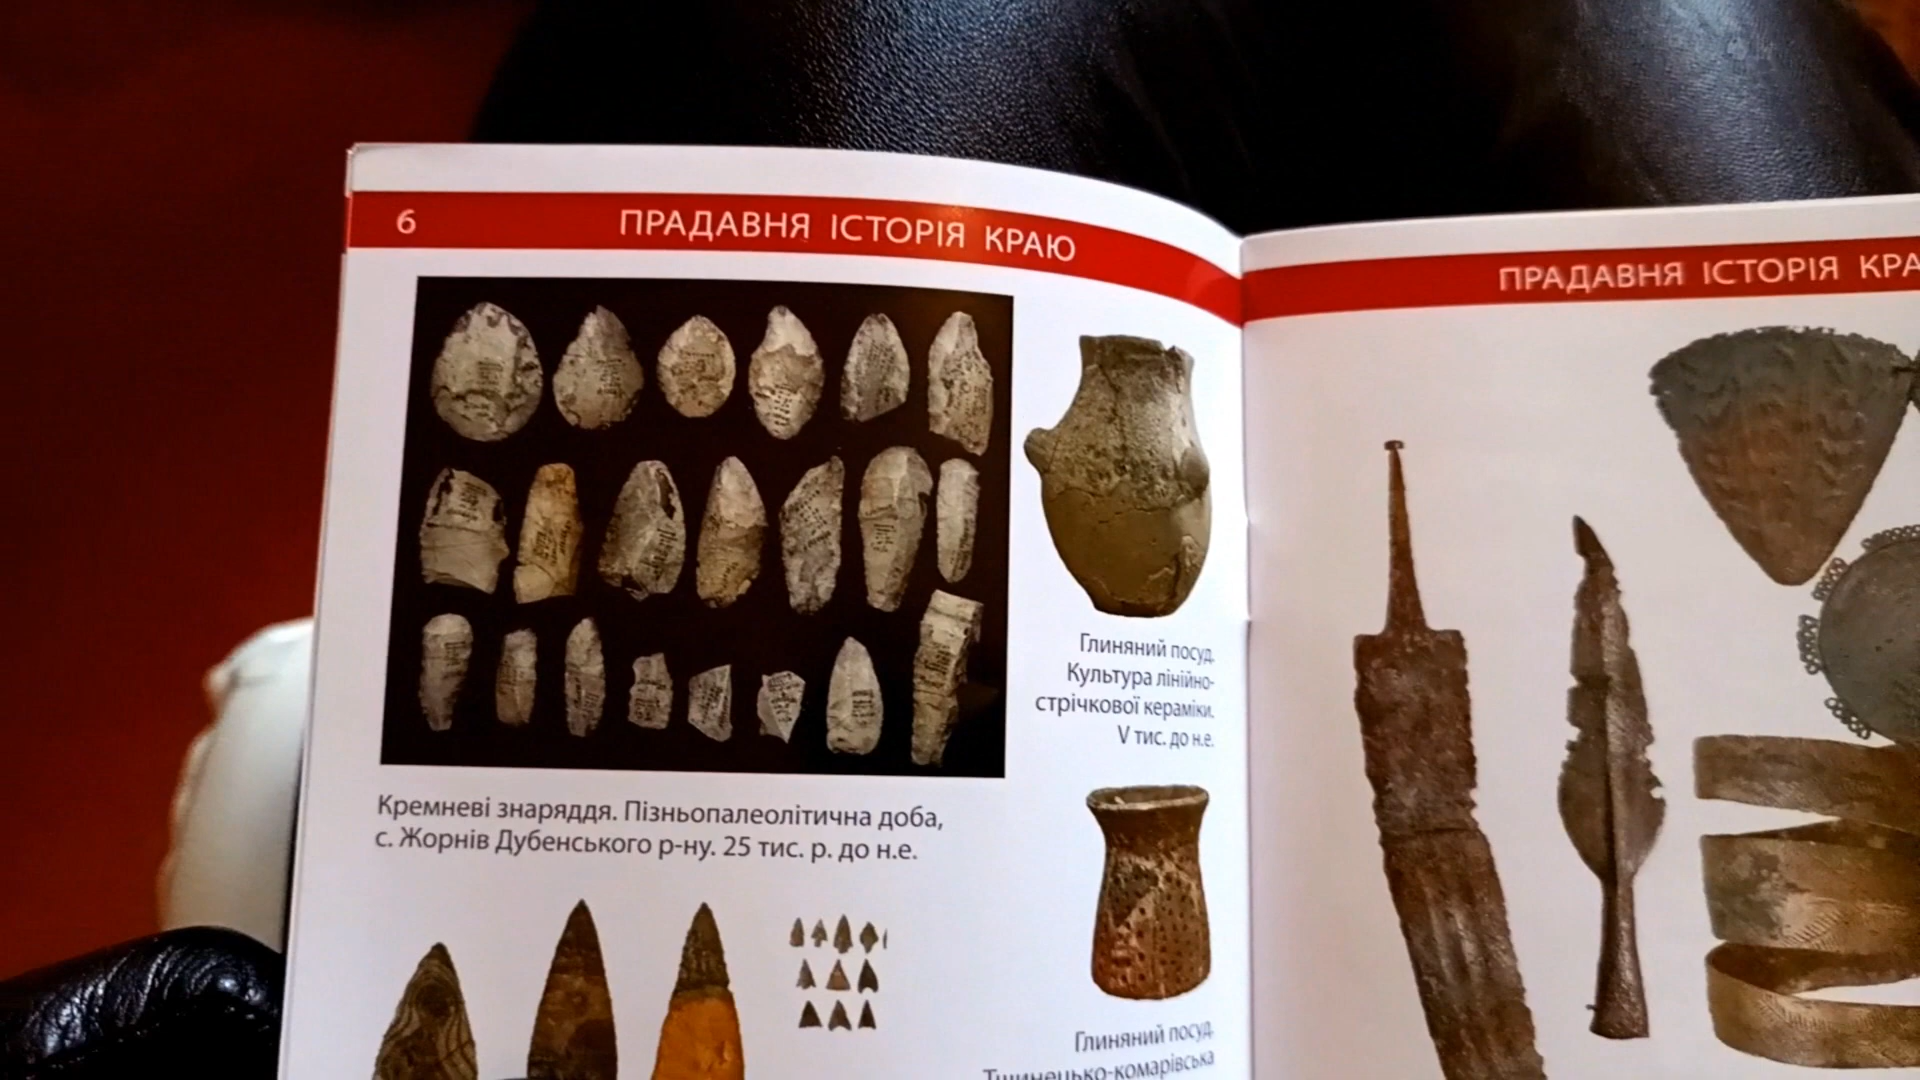 6
ПРАДАВНЯ ІСТОРІЯ КРАЮ
Глиняний посуд.
Культура лінійно-
стрічкової кераміки.
V тис. до н.е.
Кремневі знаряддя. Пізньопалеолітична доба,
с. Жорнів Дубенського р-ну. 25 тис. р. до н.е.
Глиняний посуд.
Тшинецько-комарівська
ПРАДАВНЯ ІСТОРІЯ КРА